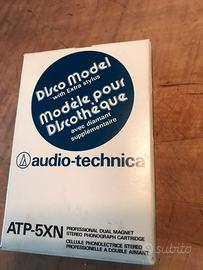 Disco Model
with Extra stylus
Modèle pour
Discothèque
avec diamant
supplémentaire
audio-technica
ATP-5XN
PROFESSIONAL DUAL MAGNET
STEREO PHONOGRAPH CARTRIDGE
CELLULE PHONOLECTRICE STEREO
PROFESSIONELLE A DOUBLE AIMANT
subito